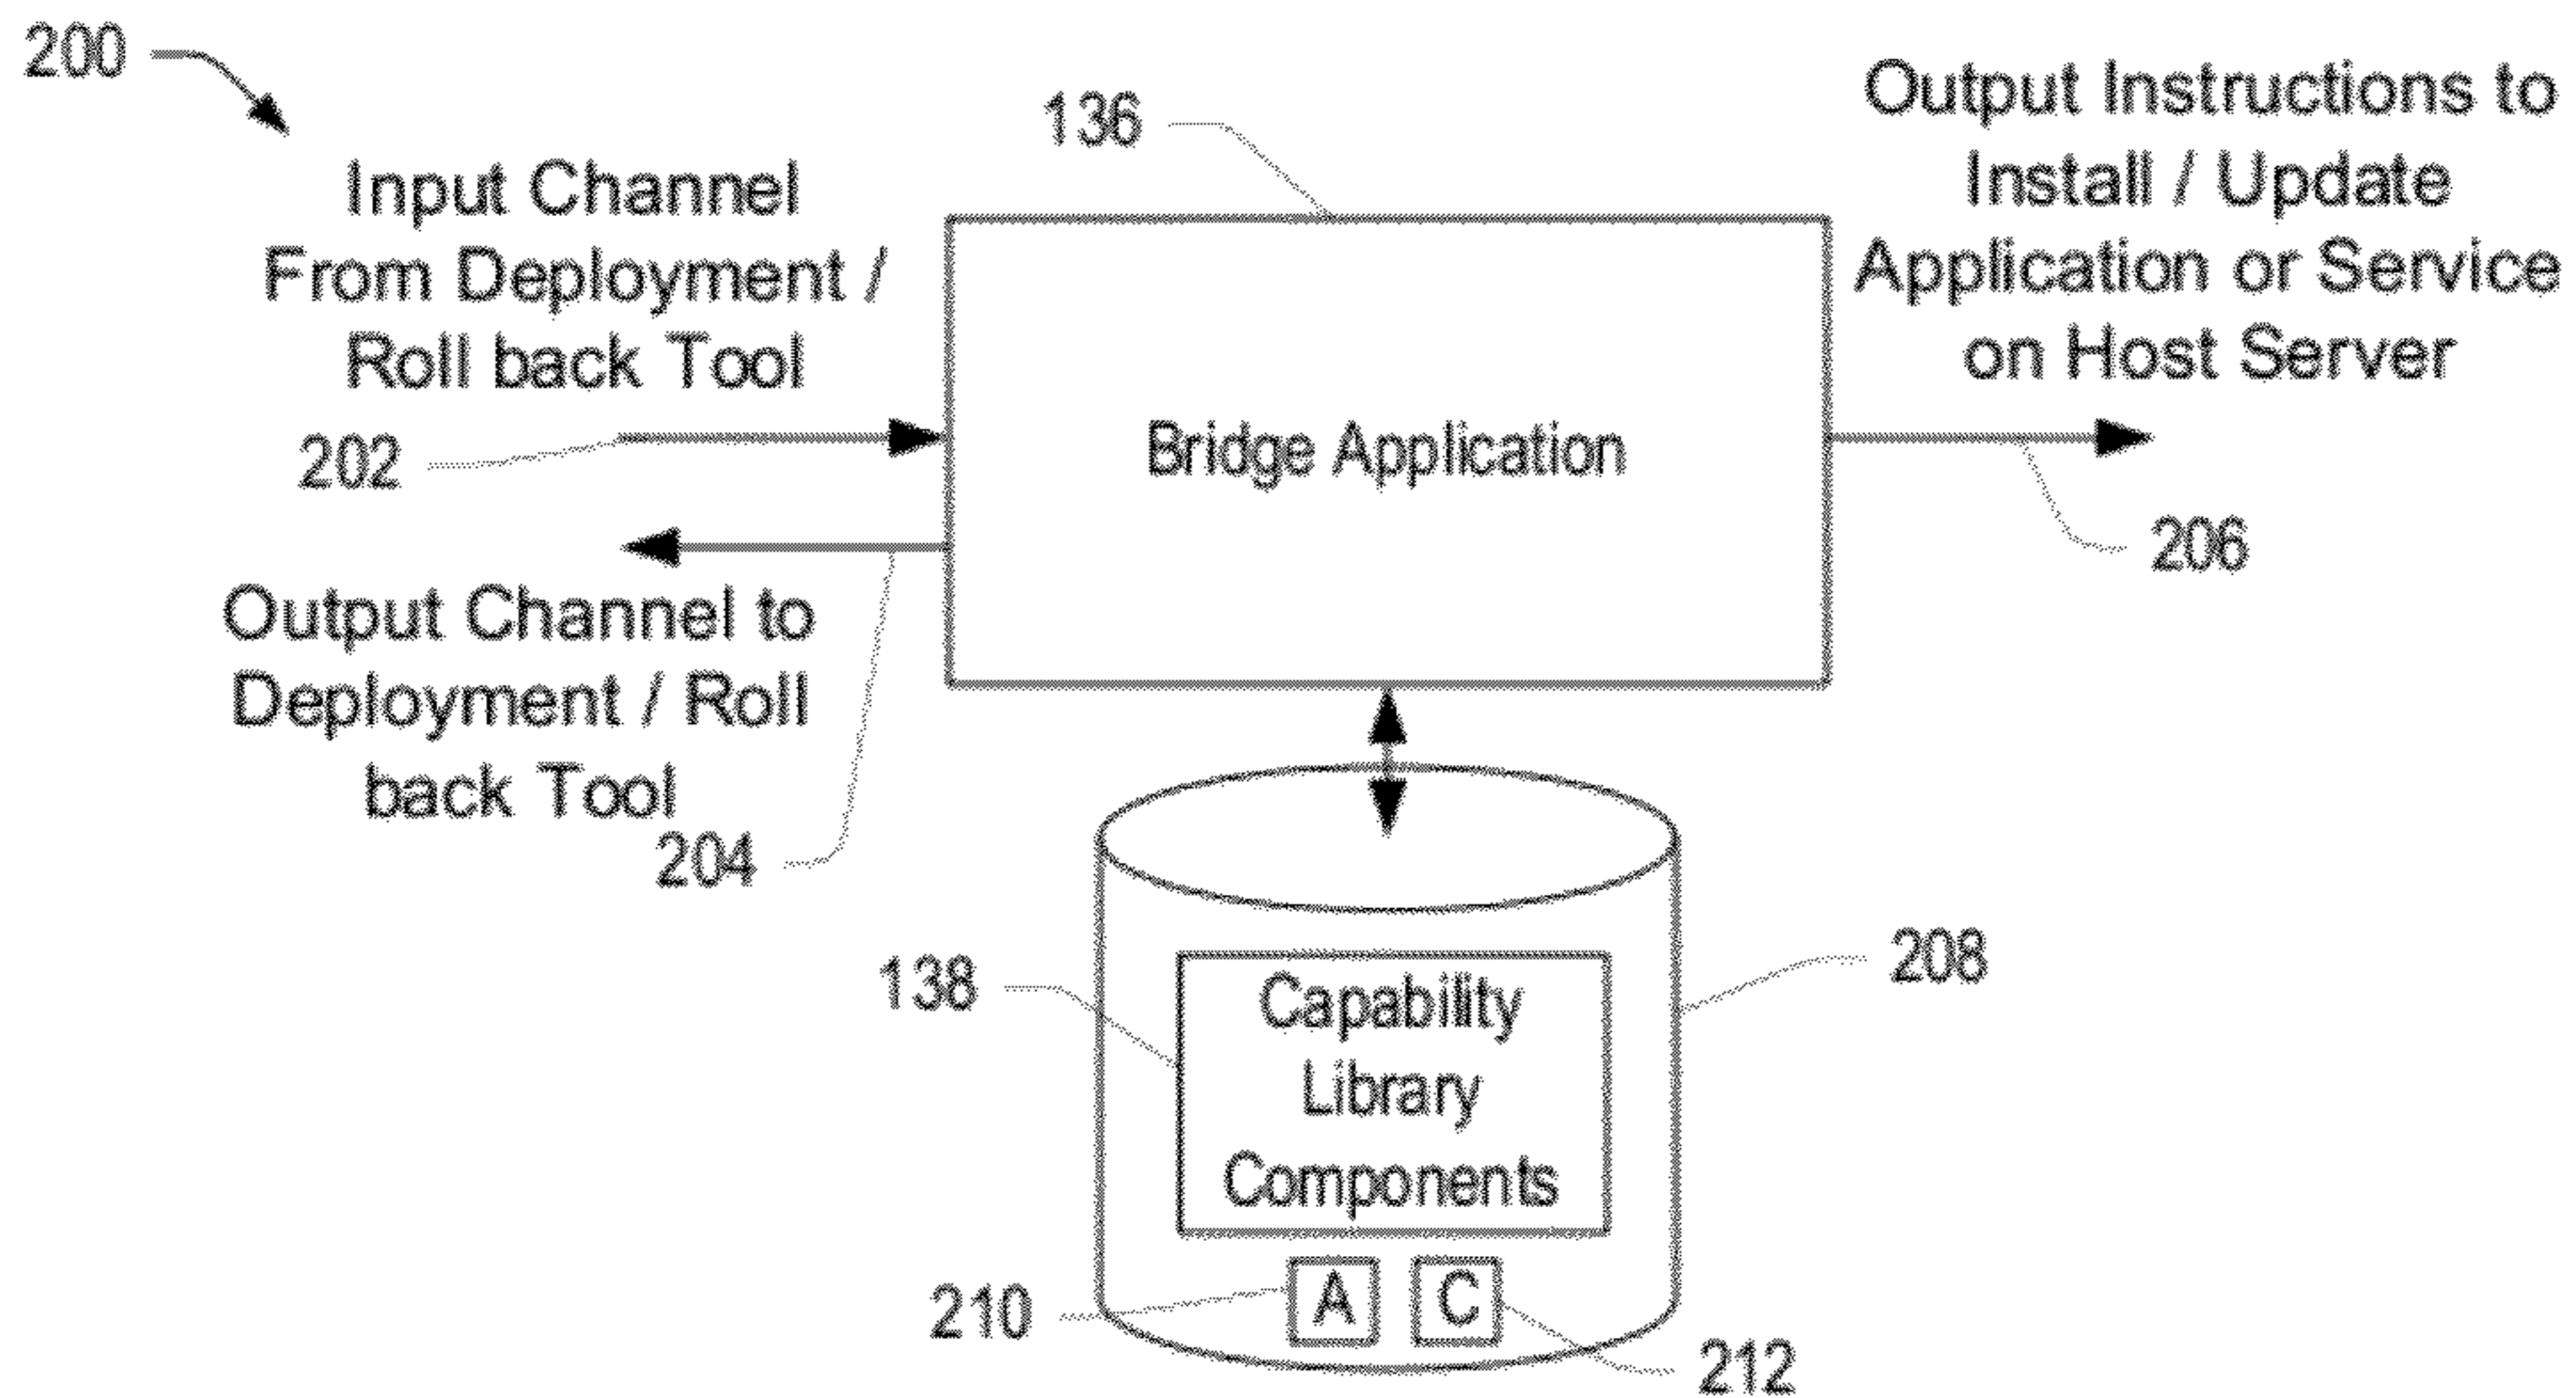 200
Input Channel
From Deployment /
Roll back Tool
202
136
Bridge Application
Output Instructions to
Install / Update
Application or Service
on Host Server
206
Output Channel to
Deployment / Roll
back Tool
204
138
Capability
Library
Components
208
210
A
C
212